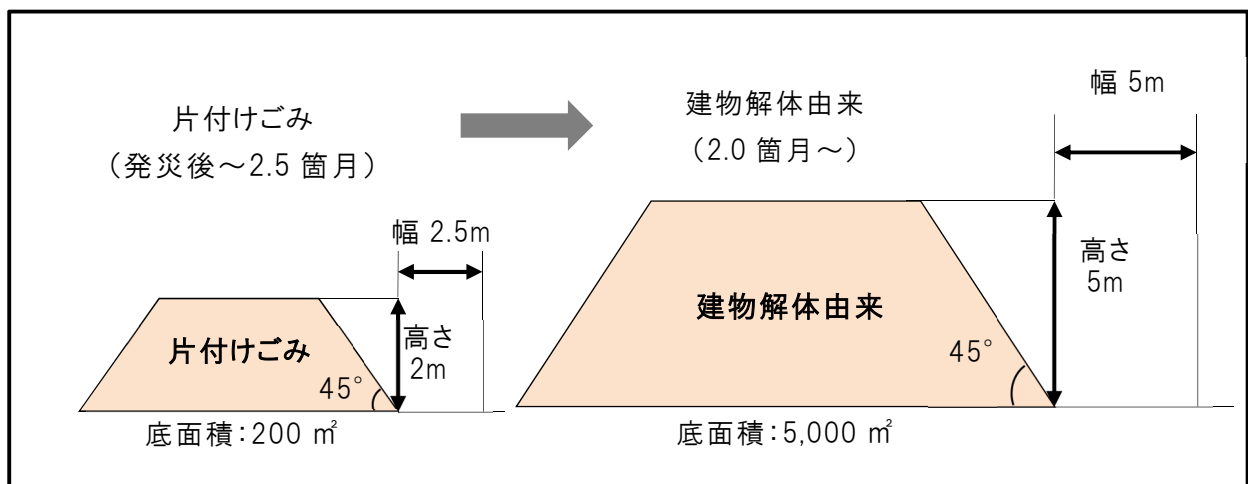 片付けごみ
（発災後～2.5 箇月）
建物解体由来
（2.0 箇月～）
幅 5m
幅 2.5m
高さ
2m
片付けごみ
45°
底面積：200 ㎡
高さ
5m
建物解体由来
45°
底面積：5,000 ㎡